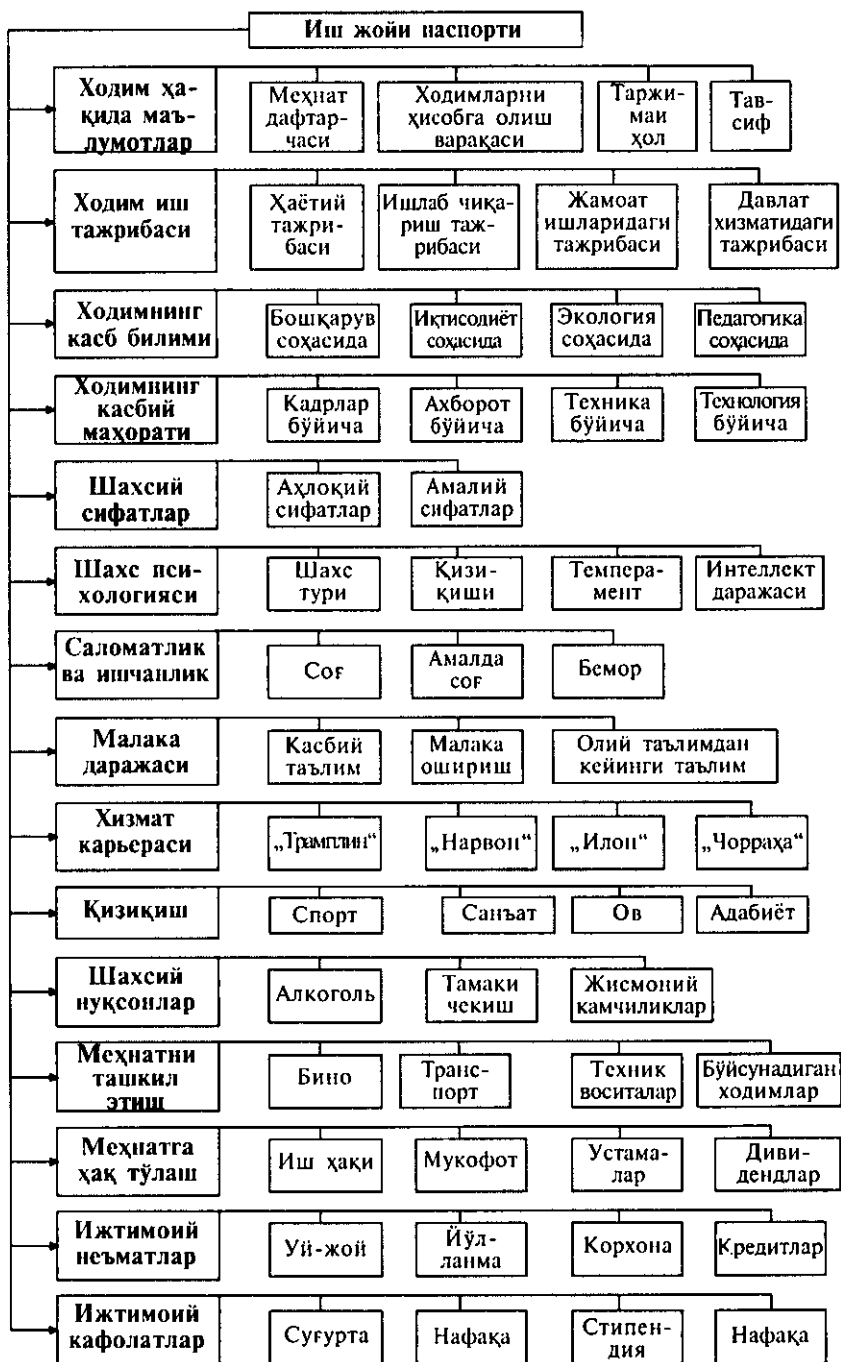 Иш жойи паспорти
Ходим ҳа-
қида маъ-
лумотлар
Меҳнат
дафтар-
часи
Ходимларни
ҳисобга олиш
варақаси
Таржи-
маи
ҳол
Тав-
сиф
Ходим иш
тажрибаси
Ҳаётий
тажри-
баси
Ишлаб чиқа-
риш таж-
рибаси
Жамоат
ишларидаги
тажрибаси
Давлат
хизматидаги
тажрибаси
Ходимнинг
касб билими
Бошқарув
соҳасида
Иқтисодиёт
соҳасида
Экология
соҳасида
Педагогика
соҳасида
Ходимнинг
касбий
маҳорати
Кадрлар
бўйича
Ахборот
бўйича
Техника
бўйича
Технология
бўйича
Шахсий
сифатлар
Аҳлоқий
сифатлар
Амалий
сифатлар
Шахс пси-
хологияси
Шахс
тури
Қизи-
қиши
Темпера-
мент
Интеллект
даражаси
Саломатлик
ва ишчанлик
Соғ
Амалда
соғ
Бемор
Малака
даражаси
Касбий
таълим
Малака
ошириш
Олий таълимдан
кейинги таълим
Хизмат
карьераси
„Трамплин“
„Нарвон“
„Илон“
„Чорраҳа“
Қизиқиш
Спорт
Санъат
Ов
Адабиёт
Шахсий
нуқсонлар
Алкоголь
Тамаки
чекиш
Жисмоний
камчиликлар
Меҳнатни
ташкил
этиш
Бино
Транс-
порт
Техник
воситалар
Бўйсунадиган
ходимлар
Меҳнатга
ҳақ тўлаш
Иш ҳақи
Мукофот
Устама-
лар
Диви-
дендлар
Ижтимоий
неъматлар
Уй-жой
Йўл-
ланма
Корхона
Кредитлар
Ижтимоий
кафолатлар
Суғурта
Нафақа
Стипен-
дия
Нафақа